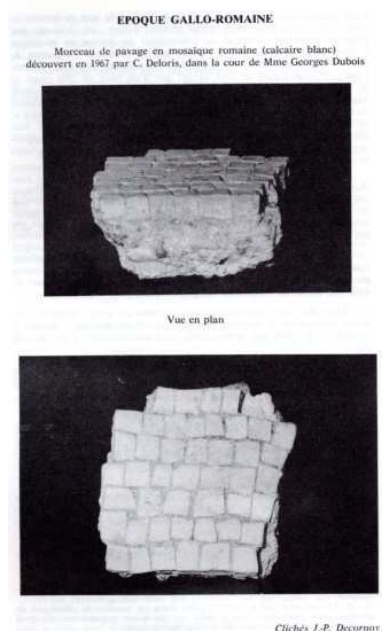 EPOQUE GALLO-ROMAINE
Morceau de pavage en mosaïque romaine (calcaire blanc)
découvert en 1967 par C. Deloris, dans la cour de Mme Georges Dubois
Vue en plan
Clichés J.-P. Decornoy